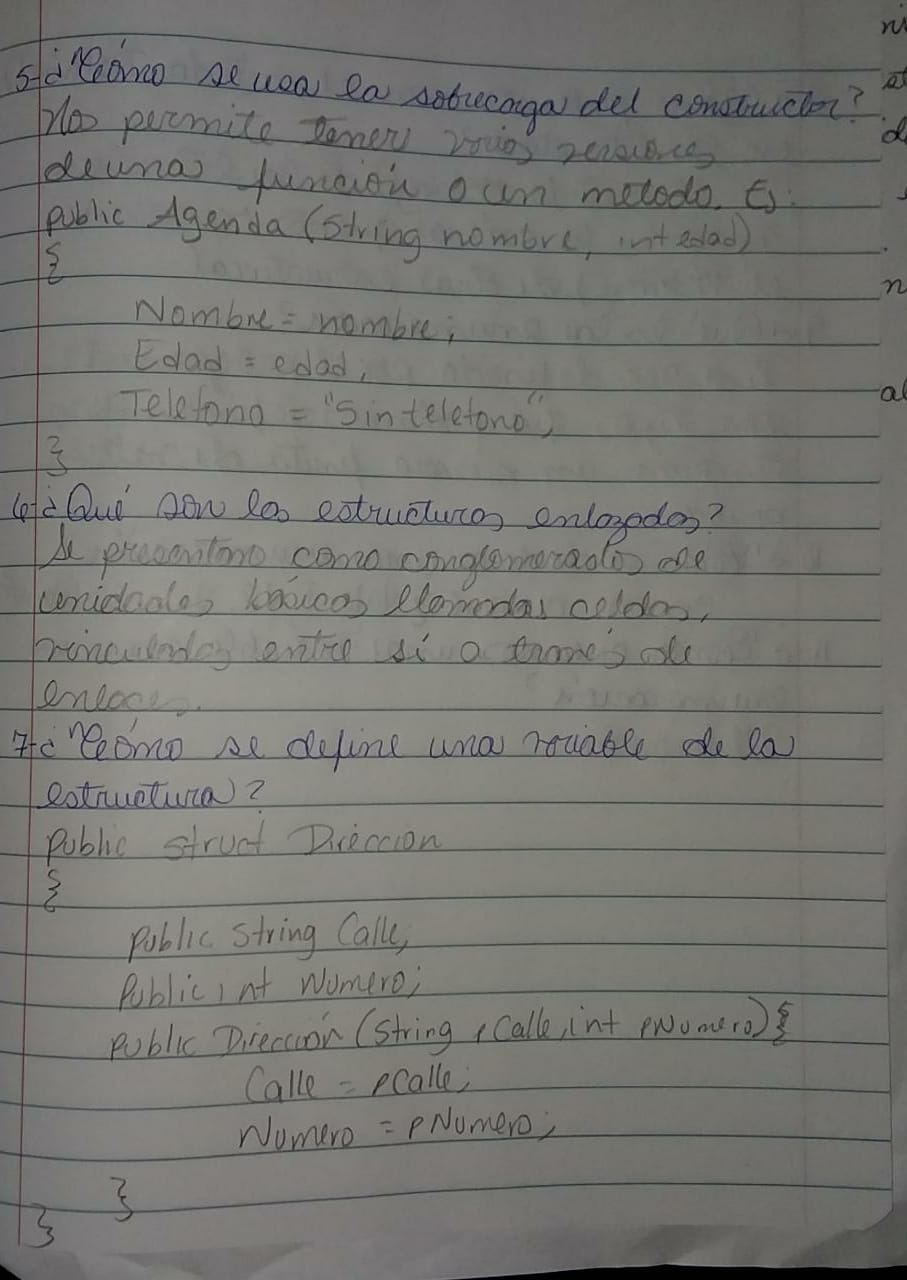 5-¿Cómo se usa la sobrecaga del constructor?
Nos permite tener varias versiones
de una función o un metodo. Ej:
public Agenda (String nombre, int edad)
{
Nombre = nombre;
Edad = edad;
Telefono = "Sin telefono";
}
6-¿Qué son las estructuras enlazadas?
Se presentan como conglomerados de
unidades básicas llamadas celdas,
vinculadas entre sí a través de
enlaces.
7-¿Cómo se define una variable de la
estructura?
Public struct Direccion
{
public String Calle;
Public int Numero;
public Dirección (String pCalle, int pNumero) {
Calle = pCalle;
Numero = pNumero;
}
}